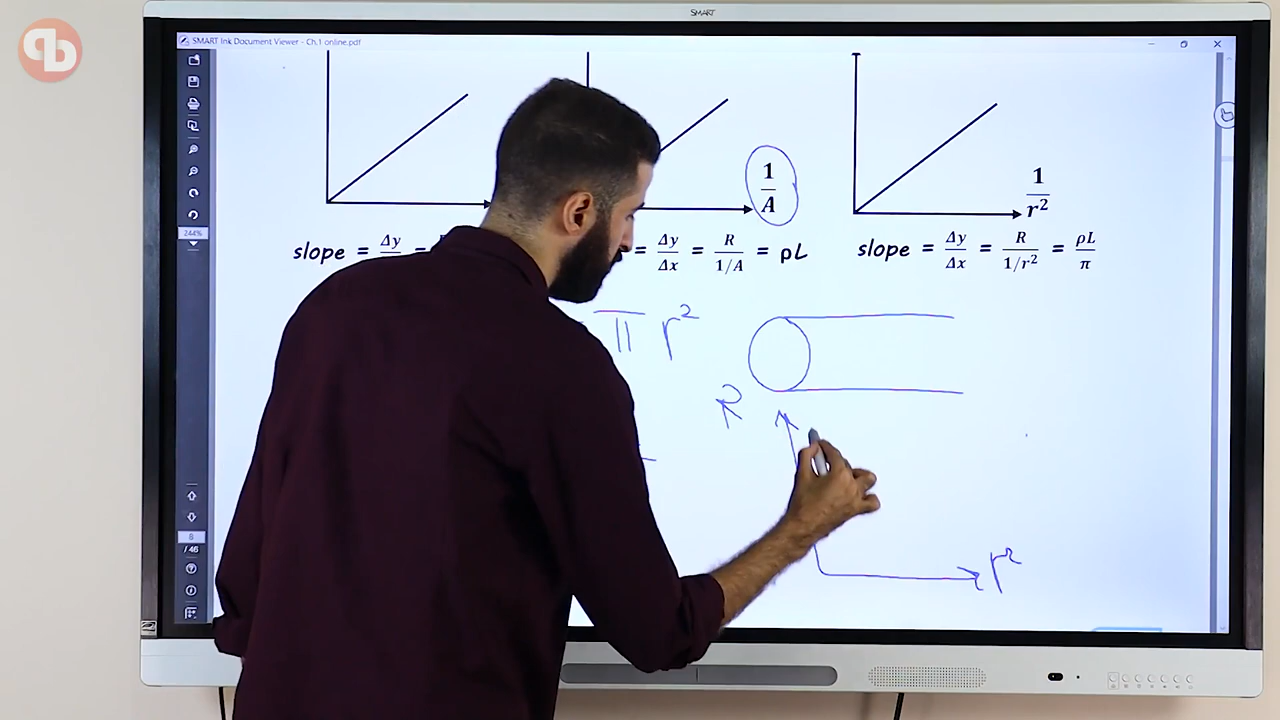 SMART
SMART Ink Document Viewer - Ch.1 online.pdf
1/A
1/r²
244%
slope = Δy/Δx =
= Δy/Δx = R/1/A = ρL
slope = Δy/Δx = R/1/r² = ρL/π
π r²
R
8
/ 46
r²